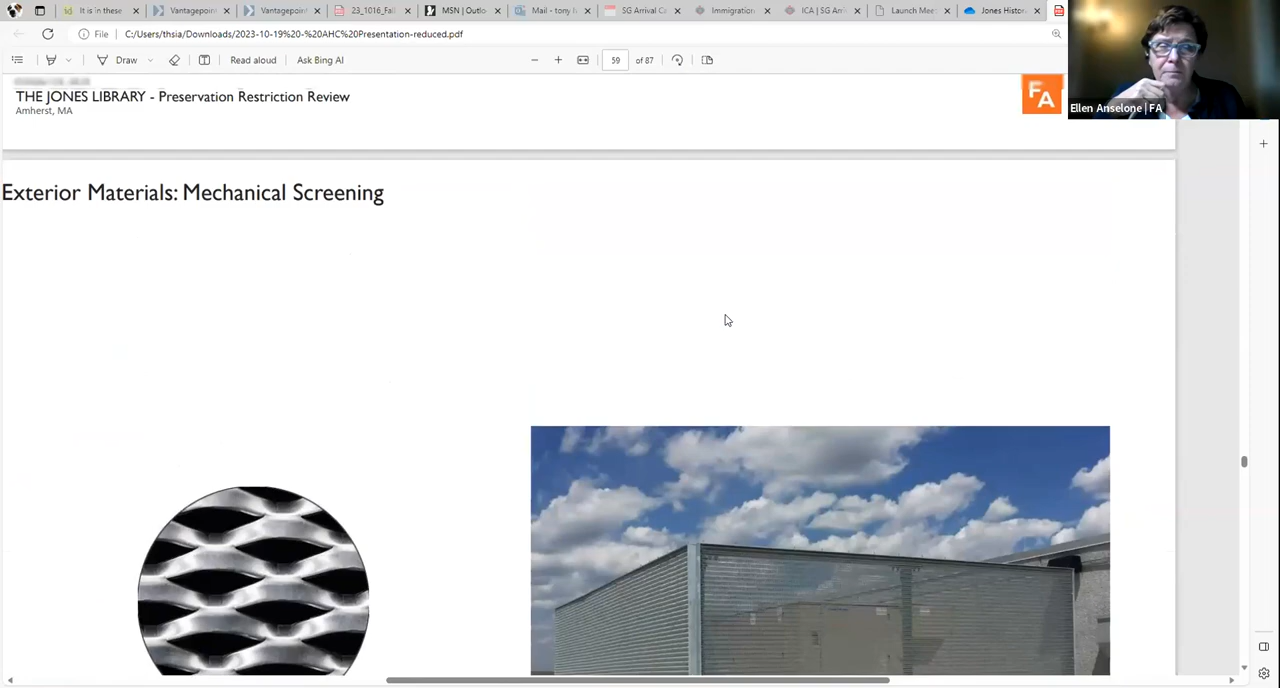 It is in these
Vantagepoin
Vantagepoint
23_1016_Fall
MSN | Outlo
Mail - tony
SG Arrival Ca
Immigration
ICA | SG Arri
Launch Mee
Jones Histor
File C:/Users/thsia/Downloads/2023-10-19%20-%20AHC%20Presentation-reduced.pdf
Draw Read aloud Ask Bing AI 59 of 87
THE JONES LIBRARY - Preservation Restriction Review
Amherst, MA
FA
Ellen Anselone | FA
Exterior Materials: Mechanical Screening